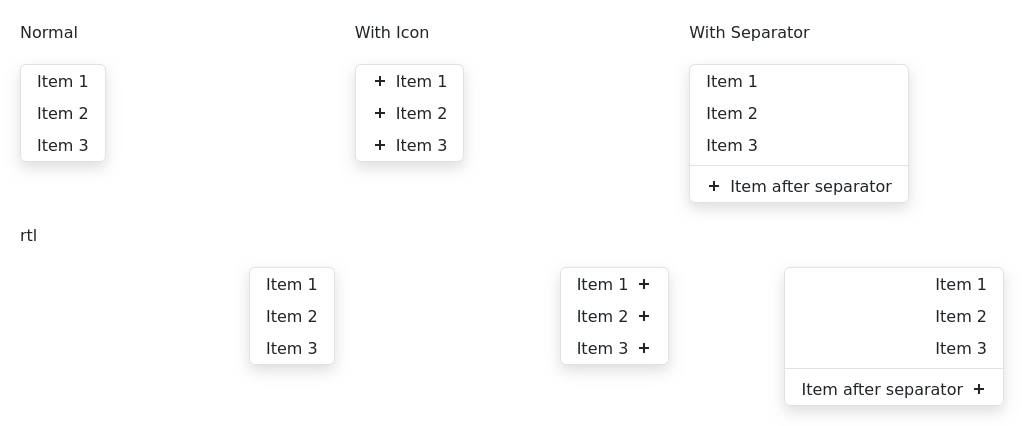 Normal
With Icon
With Separator
Item 1
Item 2
Item 3
+ Item 1
+ Item 2
+ Item 3
Item 1
Item 2
Item 3
+ Item after separator
rtl
Item 1
Item 2
Item 3
Item 1 +
Item 2 +
Item 3 +
Item 1
Item 2
Item 3
Item after separator +